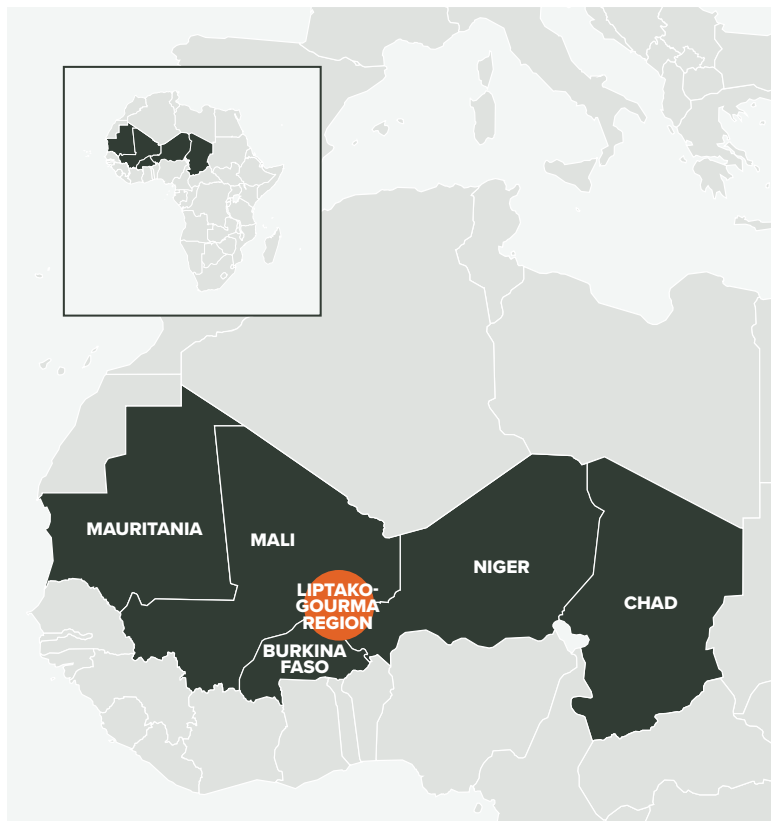 MAURITANIA
MALI
NIGER
CHAD
LIPTAKO-
GOURMA
REGION
BURKINA
FASO